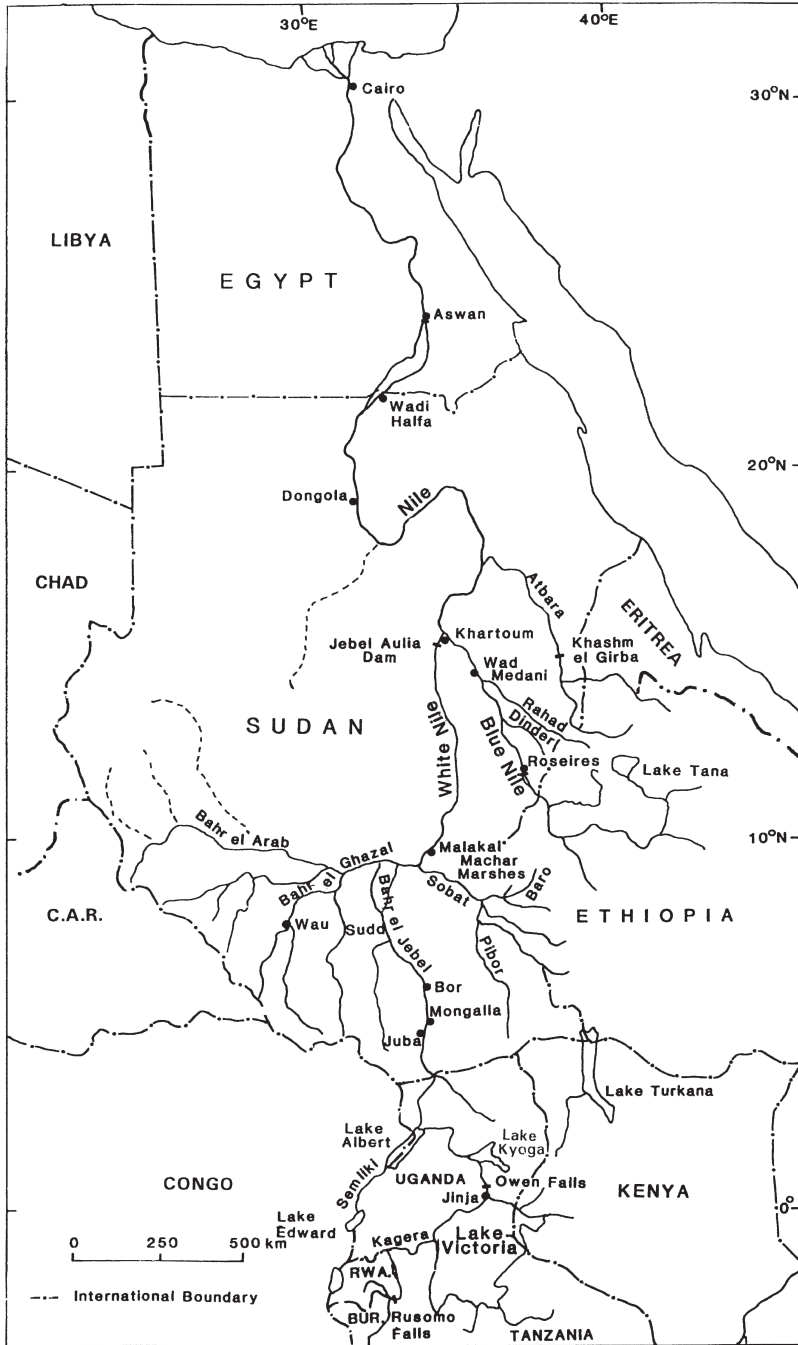 30°E
40°E
Cairo
30°N
LIBYA
EGYPT
Aswan
Wadi
Halfa
20°N
Dongola
Nile
CHAD
Atbara
ERITREA
Jebel Aulia
Dam
Khartoum
Khashm
el Girba
Wad
Medani
SUDAN
White Nile
Rahad
Dinderl
Blue Nile
Roseires
Lake Tana
Bahr el Arab
10°N
Malakal
Machar
Marshes
Bahr el Ghazal
Sobat
Baro
C.A.R.
Wau
Sudd
Bahr el Jebel
ETHIOPIA
Pibor
Bor
Mongalla
Juba
Lake Turkana
Lake
Albert
Lake
Kyoga
CONGO
Semliki
UGANDA
Owen Falls
KENYA
Jinja
0°
Lake
Edward
Kagera
Lake
Victoria
0 250 500 km
RWA.
International Boundary
BUR.
Rusomo
Falls
TANZANIA